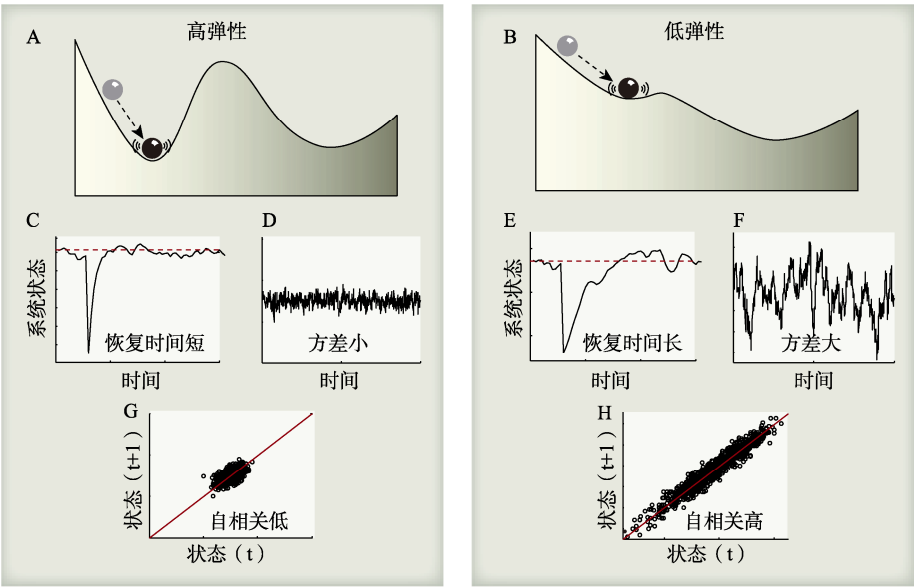 A
高弹性
B
低弹性
C
系统状态
恢复时间短
时间
D
方差小
时间
E
系统状态
恢复时间长
时间
F
方差大
时间
G
状态（t+1）
自相关低
状态（t）
H
状态（t+1）
自相关高
状态（t）